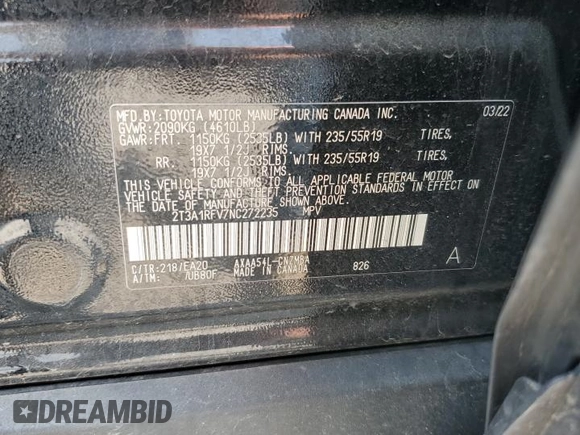 MFD.BY: TOYOTA MOTOR MANUFACTURING CANADA INC. 03/22
GVWR: 2090KG (4610LB)
GAWR: FRT 1150KG (2535LB) WITH 235/55R19 TIRES,
19X7 1/2J RIMS.
RR 1150KG (2535LB) WITH 235/55R19 TIRES,
19X7 1/2J RIMS.
THIS VEHICLE CONFORMS TO ALL APPLICABLE FEDERAL MOTOR
VEHICLE SAFETY AND THEFT PREVENTION STANDARDS IN EFFECT ON
THE DATE OF MANUFACTURE SHOWN ABOVE.
2T3A1RFV7NC272235 MPV
C/TR: 218/EA20 AXAA54L-CNZMBA 826 A
A/TM: /UB80F MADE IN CANADA
DREAMBID